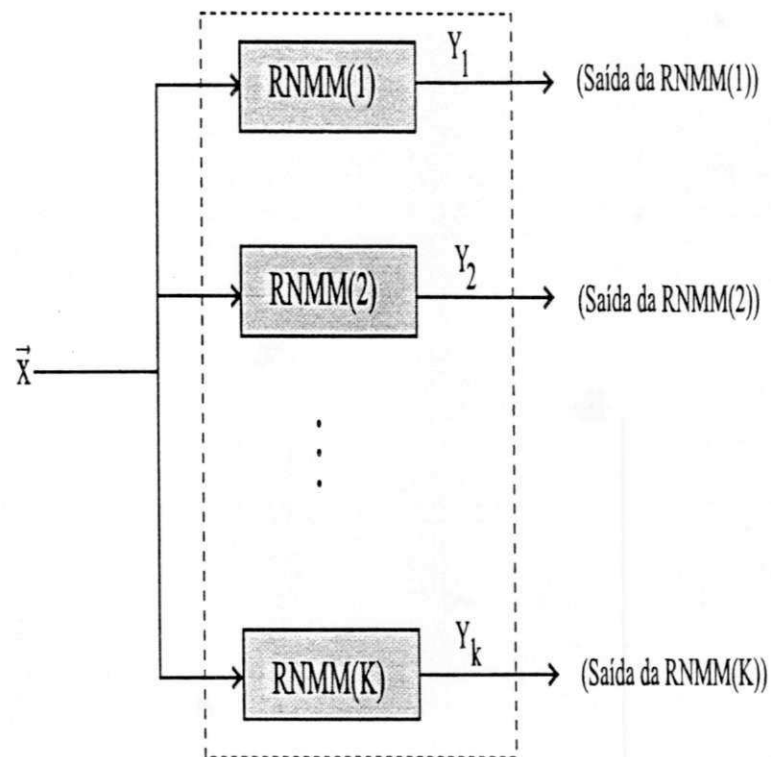 RNMM(1) Y1 (Saída da RNMM(1))
RNMM(2) Y2 (Saída da RNMM(2))
x⃗
RNMM(K) Yk (Saída da RNMM(K))